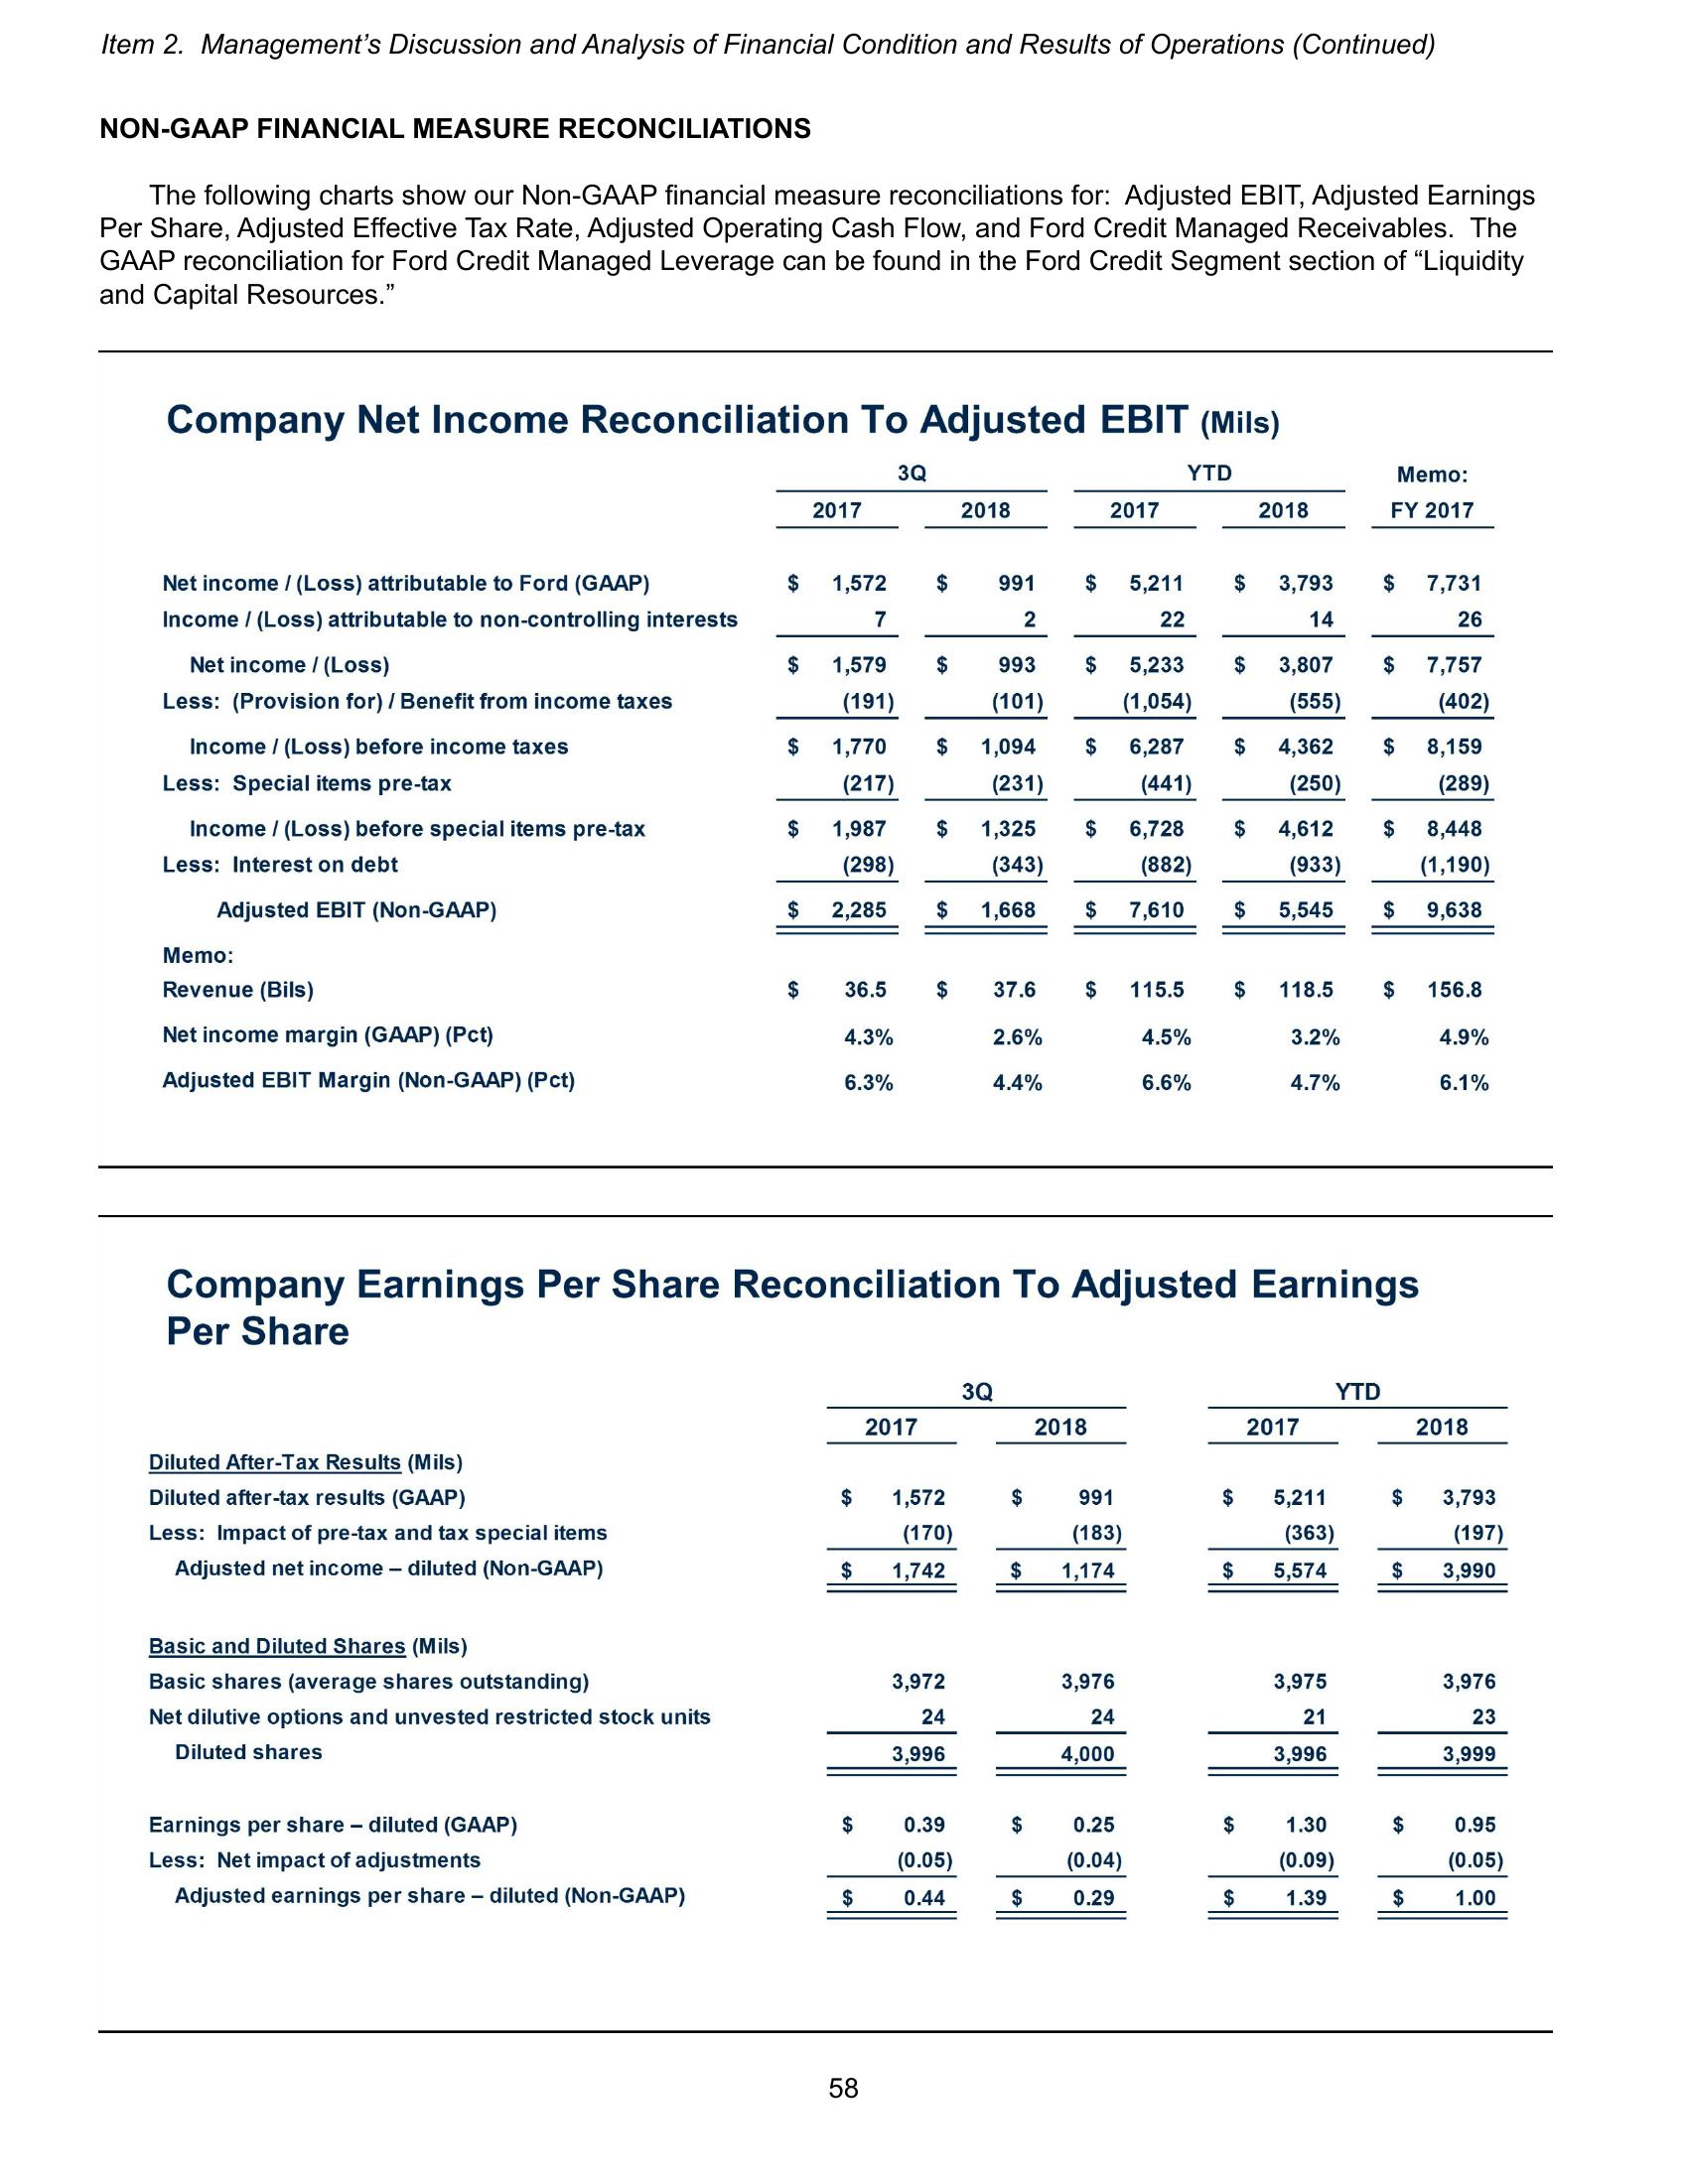 Item 2.  Management’s Discussion and Analysis of Financial Condition and Results of Operations (Continued)
NON-GAAP FINANCIAL MEASURE RECONCILIATIONS
The following charts show our Non-GAAP financial measure reconciliations for:  Adjusted EBIT, Adjusted Earnings
Per Share, Adjusted Effective Tax Rate, Adjusted Operating Cash Flow, and Ford Credit Managed Receivables.  The
GAAP reconciliation for Ford Credit Managed Leverage can be found in the Ford Credit Segment section of “Liquidity
and Capital Resources.”
Company Net Income Reconciliation To Adjusted EBIT (Mils)
3Q YTD Memo:
2017 2018 2017 2018 FY 2017
Net income / (Loss) attributable to Ford (GAAP) $ 1,572 $ 991 $ 5,211 $ 3,793 $ 7,731
Income / (Loss) attributable to non-controlling interests 7 2 22 14 26
Net income / (Loss) $ 1,579 $ 993 $ 5,233 $ 3,807 $ 7,757
Less:  (Provision for) / Benefit from income taxes (191) (101) (1,054) (555) (402)
Income / (Loss) before income taxes $ 1,770 $ 1,094 $ 6,287 $ 4,362 $ 8,159
Less:  Special items pre-tax (217) (231) (441) (250) (289)
Income / (Loss) before special items pre-tax $ 1,987 $ 1,325 $ 6,728 $ 4,612 $ 8,448
Less:  Interest on debt (298) (343) (882) (933) (1,190)
Adjusted EBIT (Non-GAAP) $ 2,285 $ 1,668 $ 7,610 $ 5,545 $ 9,638
Memo:
Revenue (Bils) $ 36.5 $ 37.6 $ 115.5 $ 118.5 $ 156.8
Net income margin (GAAP) (Pct) 4.3% 2.6% 4.5% 3.2% 4.9%
Adjusted EBIT Margin (Non-GAAP) (Pct) 6.3% 4.4% 6.6% 4.7% 6.1%
Company Earnings Per Share Reconciliation To Adjusted Earnings
Per Share
3Q YTD
2017 2018 2017 2018
Diluted After-Tax Results (Mils)
Diluted after-tax results (GAAP) $ 1,572 $ 991 $ 5,211 $ 3,793
Less:  Impact of pre-tax and tax special items (170) (183) (363) (197)
Adjusted net income – diluted (Non-GAAP) $ 1,742 $ 1,174 $ 5,574 $ 3,990
Basic and Diluted Shares (Mils)
Basic shares (average shares outstanding) 3,972 3,976 3,975 3,976
Net dilutive options and unvested restricted stock units 24 24 21 23
Diluted shares 3,996 4,000 3,996 3,999
Earnings per share – diluted (GAAP) $ 0.39 $ 0.25 $ 1.30 $ 0.95
Less:  Net impact of adjustments (0.05) (0.04) (0.09) (0.05)
Adjusted earnings per share – diluted (Non-GAAP) $ 0.44 $ 0.29 $ 1.39 $ 1.00
58